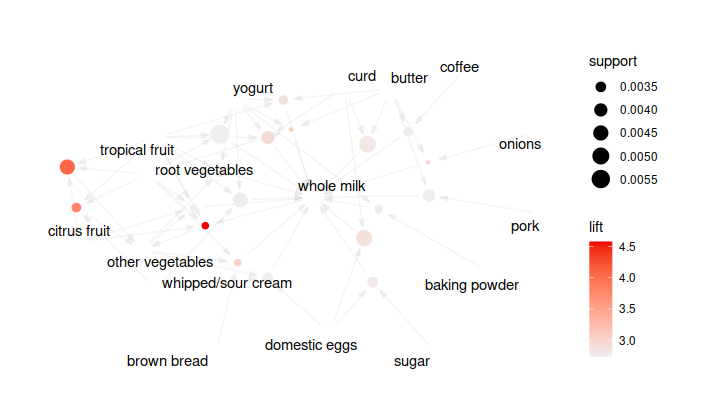 coffee
curd
butter
yogurt
onions
tropical fruit
root vegetables
whole milk
pork
citrus fruit
other vegetables
whipped/sour cream
baking powder
domestic eggs
brown bread
sugar
support
0.0035
0.0040
0.0045
0.0050
0.0055
lift
4.5
4.0
3.5
3.0